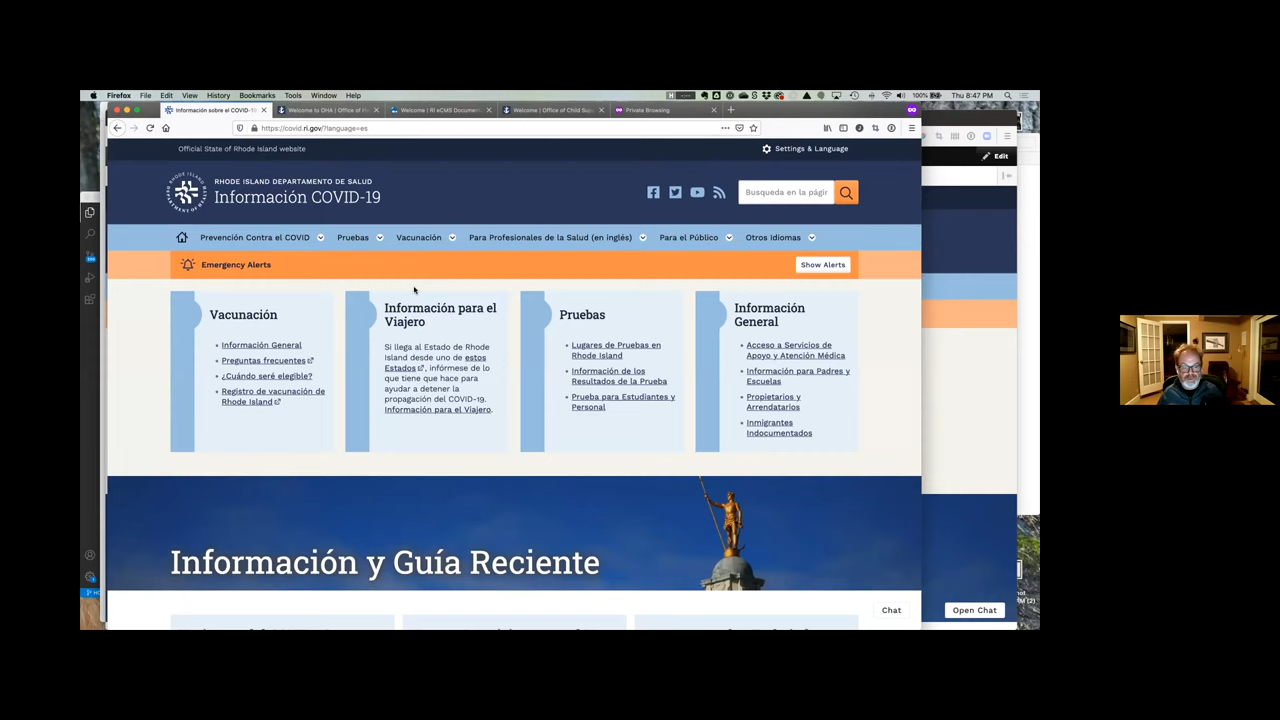 Firefox File Edit View History Bookmarks Tools Window Help
100% Thu 8:47 PM
Información sobre el COVID-19
Welcome to DHA | Office of H
Welcome | RI eCMS Document
Welcome | Office of Child Sup
Private Browsing
https://covid.ri.gov/?language=es
Official State of Rhode Island website
Settings & Language
Edit
RHODE ISLAND DEPARTAMENTO DE SALUD
Información COVID-19
Busqueda en la págir
Prevención Contra el COVID
Pruebas
Vacunación
Para Profesionales de la Salud (en inglés)
Para el Público
Otros Idiomas
Emergency Alerts
Show Alerts
Vacunación
Información General
Preguntas frecuentes
¿Cuándo seré elegible?
Registro de vacunación de
Rhode Island
Información para el
Viajero
Si llega al Estado de Rhode
Island desde uno de estos
Estados, infórmese de lo
que tiene que hace para
ayudar a detener la
propagación del COVID-19.
Información para el Viajero.
Pruebas
Lugares de Pruebas en
Rhode Island
Información de los
Resultados de la Prueba
Prueba para Estudiantes y
Personal
Información
General
Acceso a Servicios de
Apoyo y Atención Médica
Información para Padres y
Escuelas
Propietarios y
Arrendatarios
Inmigrantes
Indocumentados
Información y Guía Reciente
Chat
Open Chat